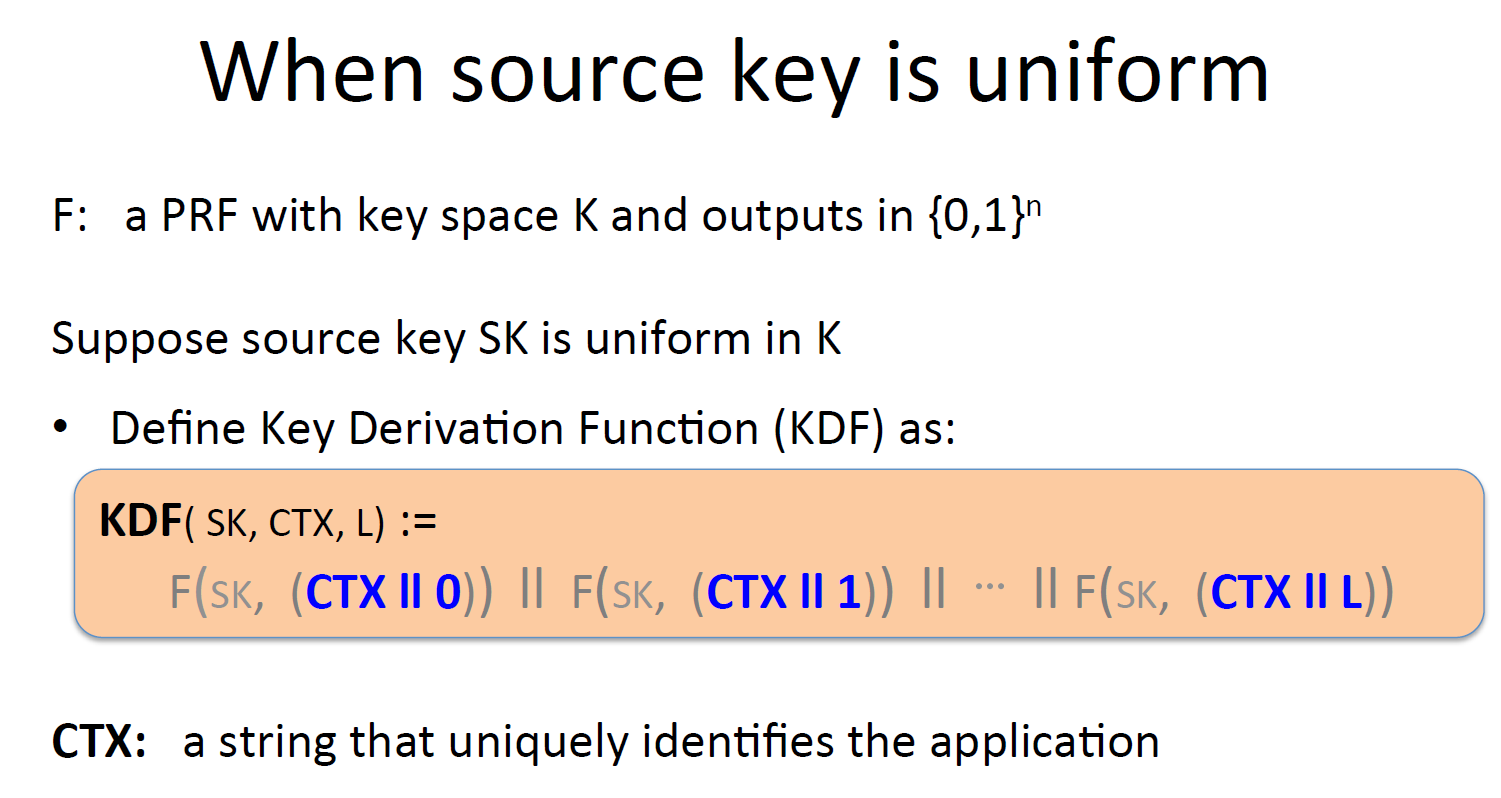 When source key is uniform
F: a PRF with key space K and outputs in {0,1}ⁿ
Suppose source key SK is uniform in K
• Define Key Derivation Function (KDF) as:
KDF( SK, CTX, L) :=
F(SK, (CTX ll 0)) ll F(SK, (CTX ll 1)) ll ⋯ ll F(SK, (CTX ll L))
CTX: a string that uniquely identifies the application